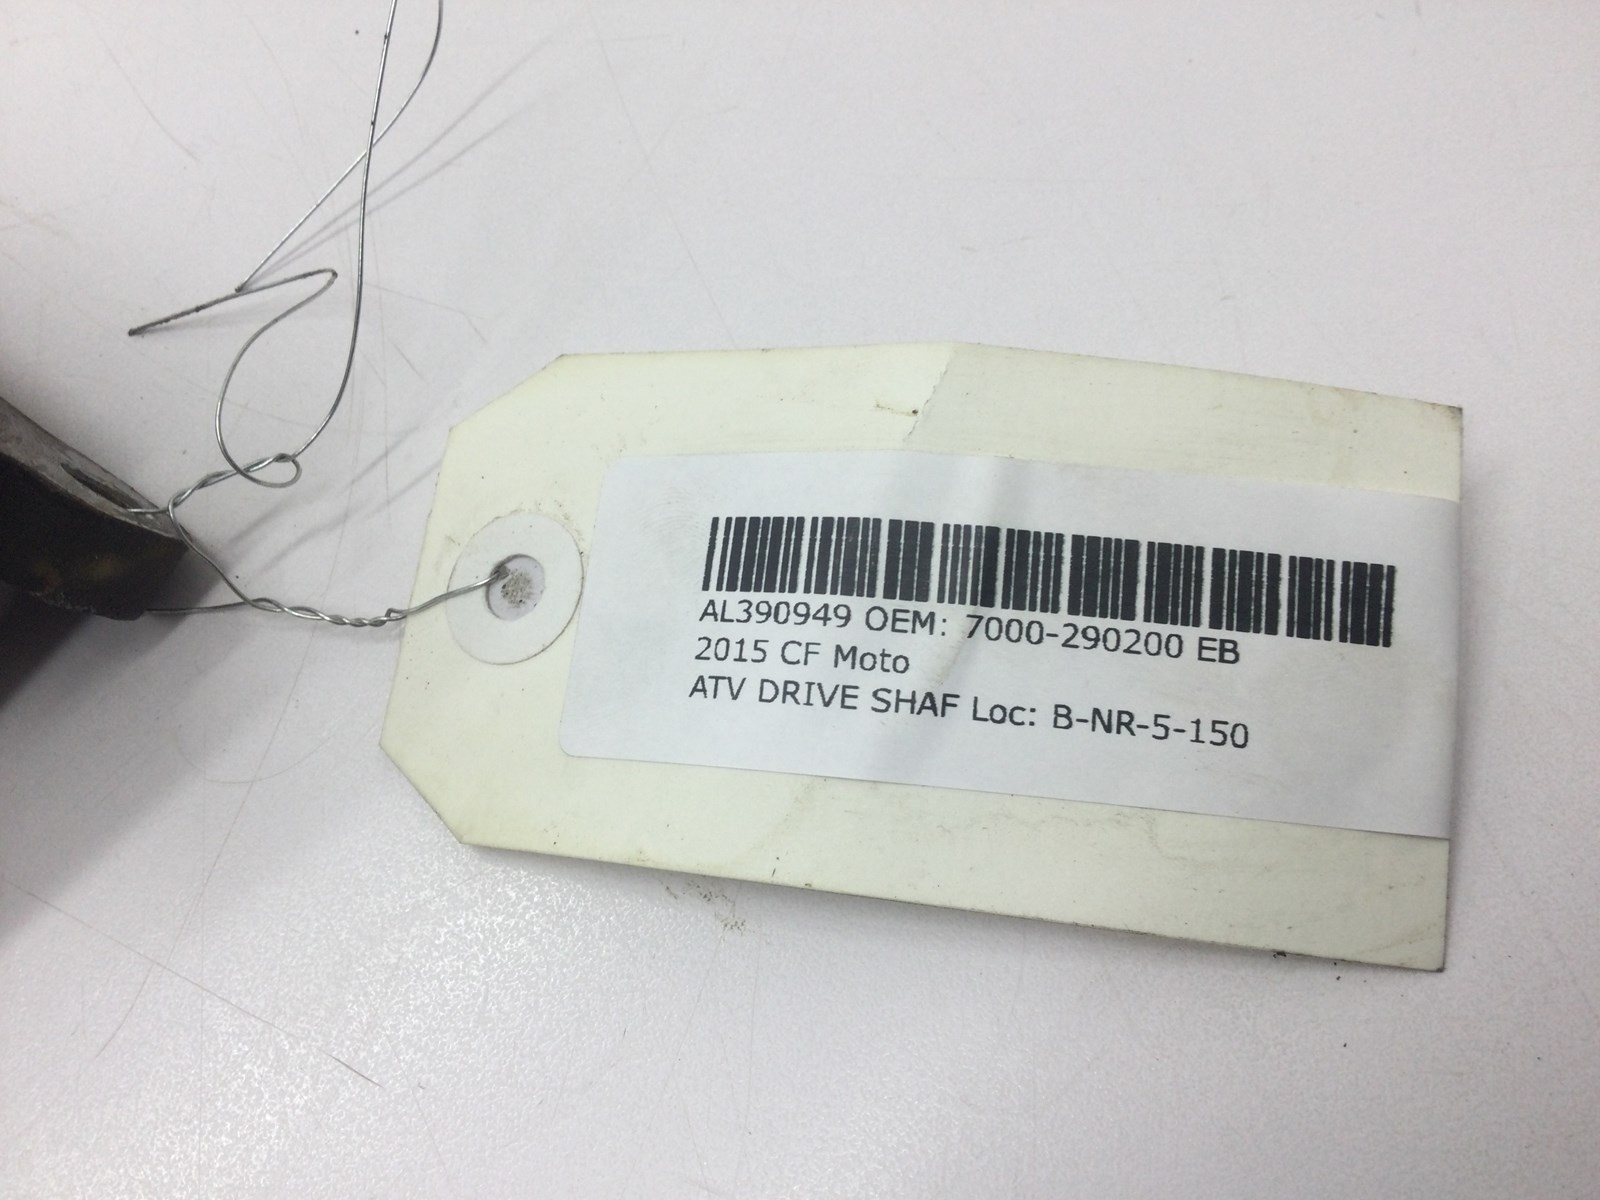 AL390949 OEM: 7000-290200 EB
2015 CF Moto
ATV DRIVE SHAF Loc: B-NR-5-150